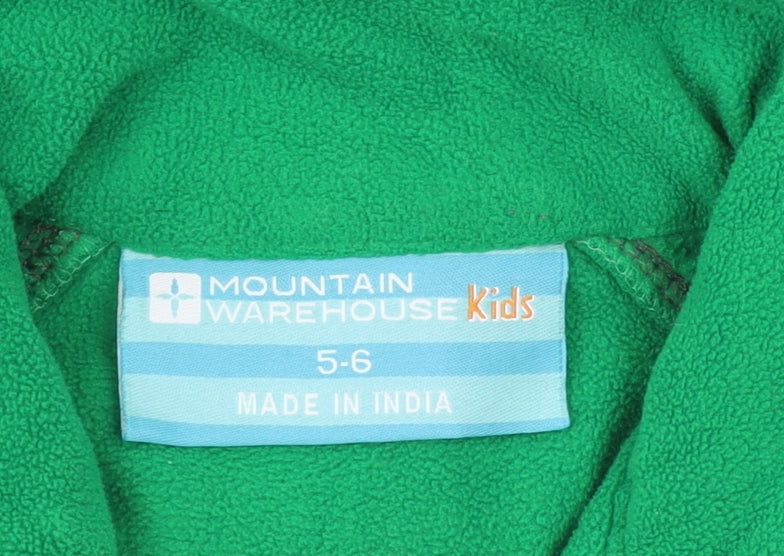 MOUNTAIN
WAREHOUSE Kids
5-6
MADE IN INDIA